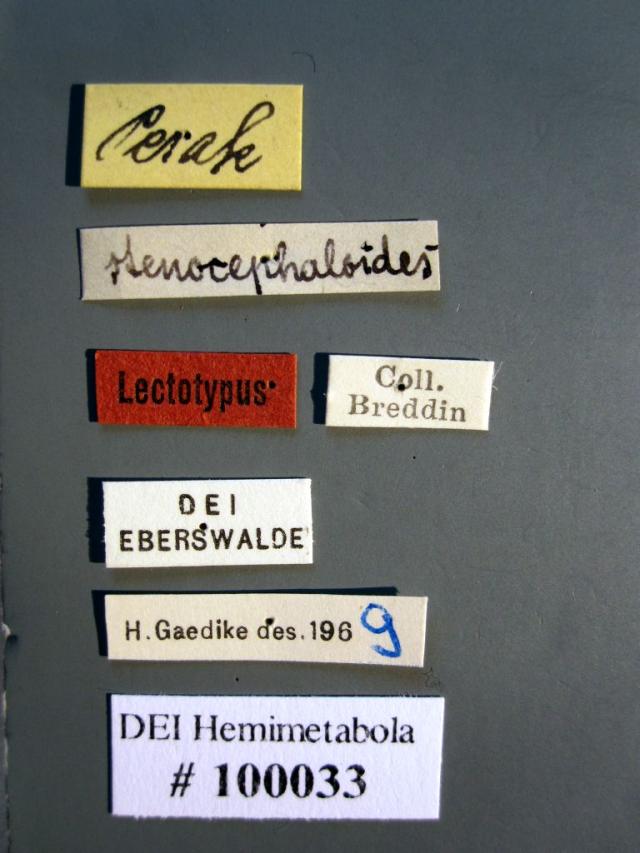 Perak
stenocephaloides
Lectotypus
Coll.
Breddin
DEI
EBERSWALDE
H. Gaedike des. 1969
DEI Hemimetabola
# 100033